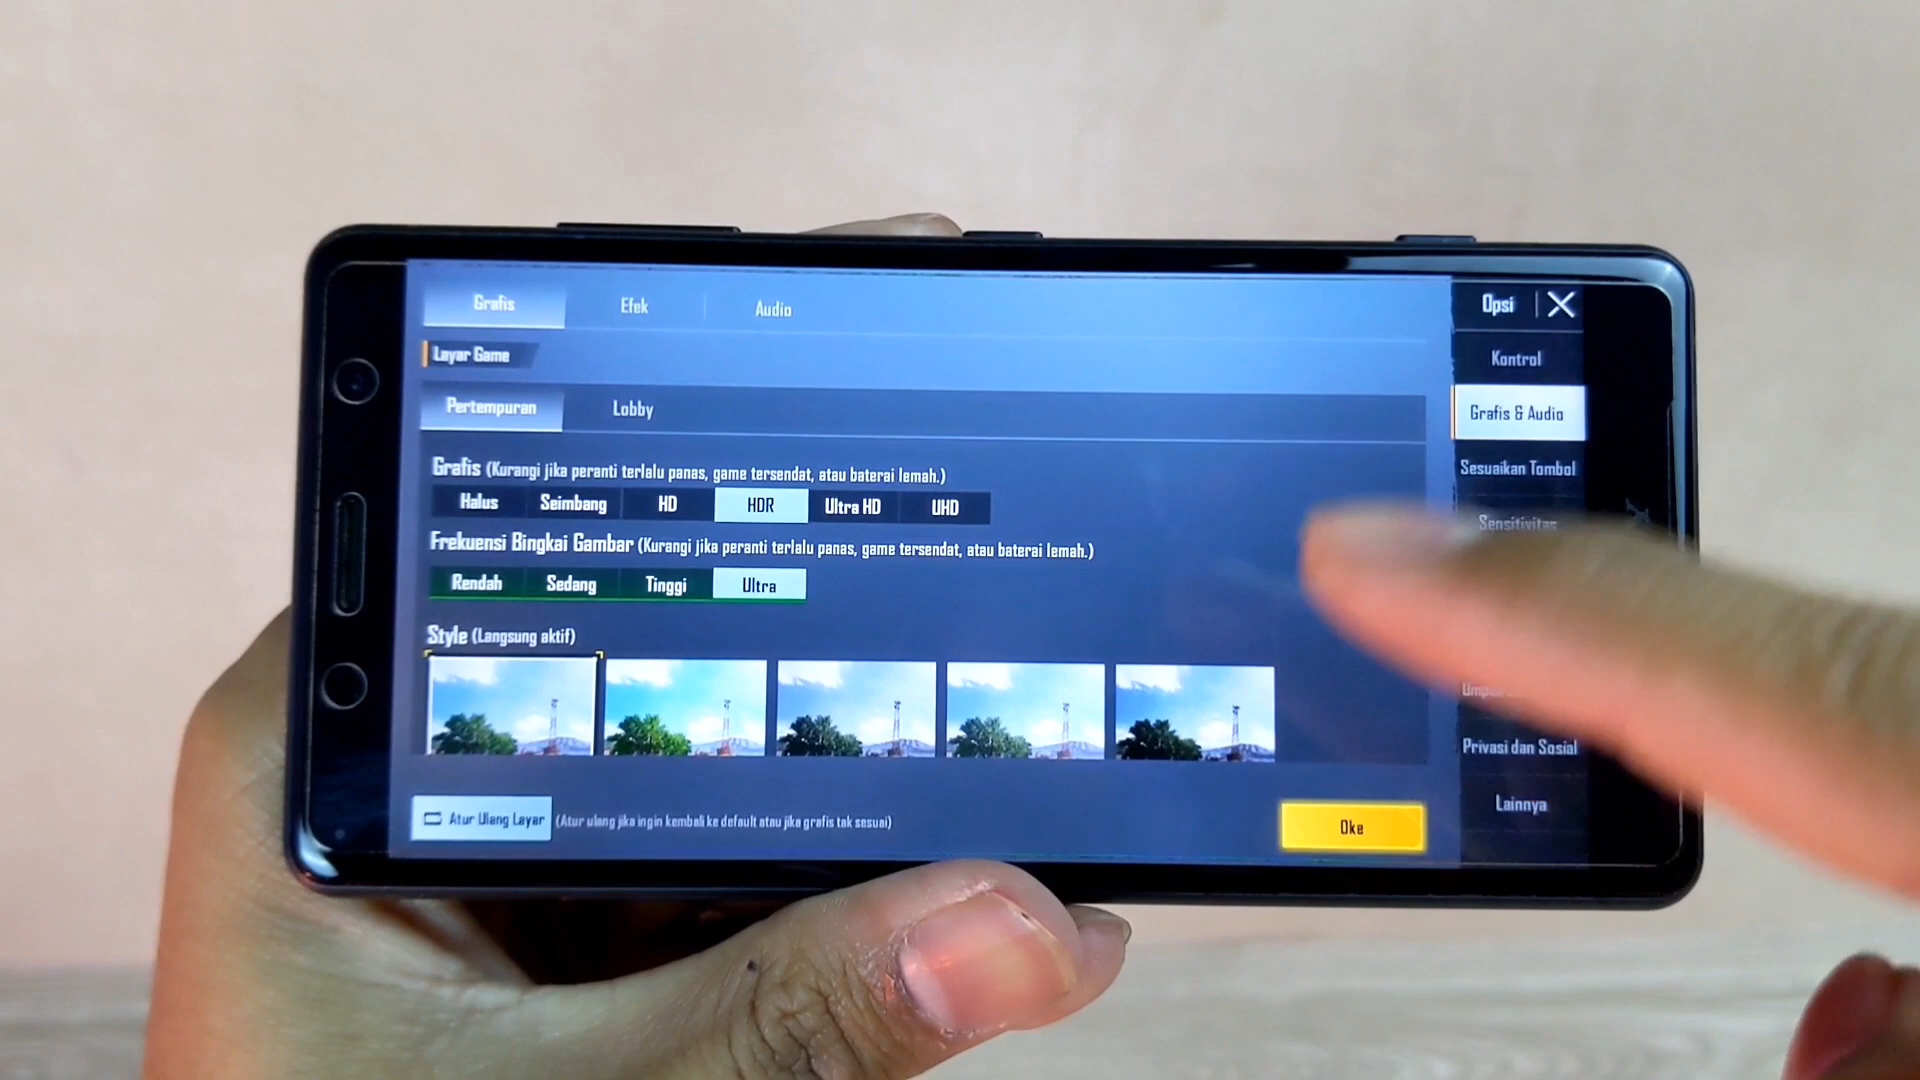 Grafis Efek Audio
Opsi
Layar Game
Kontrol
Pertempuran Lobby
Grafis & Audio
Grafis (Kurangi jika peranti terlalu panas, game tersendat, atau baterai lemah.)
Sesuaikan Tombol
Halus Seimbang HD HDR Ultra HD UHD
Sensitivitas
Frekuensi Bingkai Gambar (Kurangi jika peranti terlalu panas, game tersendat, atau baterai lemah.)
Rendah Sedang Tinggi Ultra
Style (Langsung aktif)
Privasi dan Sosial
Lainnya
Atur Ulang Layar (Atur ulang jika ingin kembali ke default atau jika grafis tak sesuai)
Oke